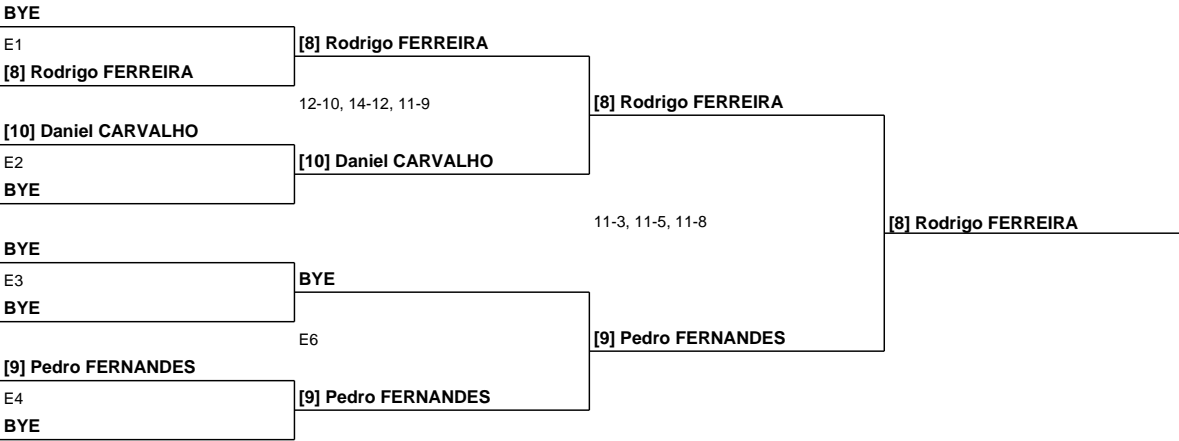 BYE
E1
[8] Rodrigo FERREIRA
[8] Rodrigo FERREIRA
12-10, 14-12, 11-9
[8] Rodrigo FERREIRA
[10] Daniel CARVALHO
E2
[10] Daniel CARVALHO
BYE
11-3, 11-5, 11-8
[8] Rodrigo FERREIRA
BYE
E3
BYE
BYE
E6
[9] Pedro FERNANDES
[9] Pedro FERNANDES
E4
[9] Pedro FERNANDES
BYE